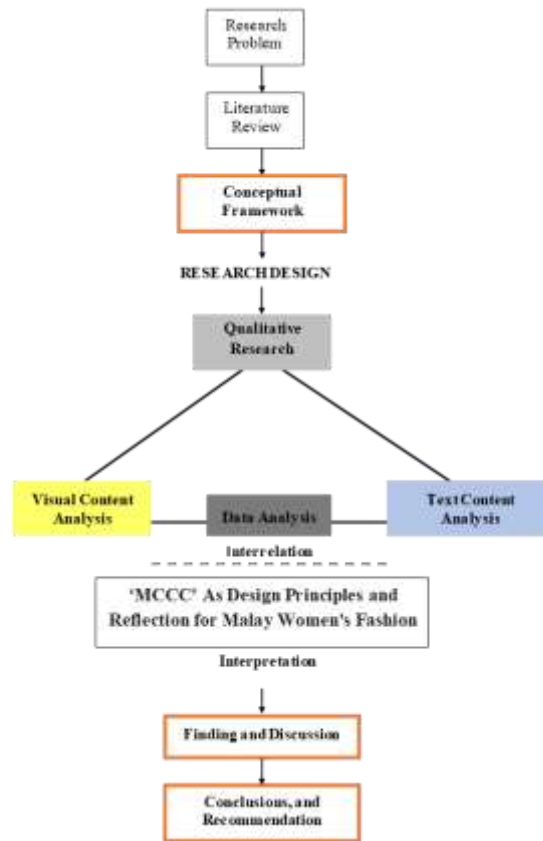 Research
Problem
Literature
Review
Conceptual
Framework
RESEARCH DESIGN
Qualitative
Research
Visual Content
Analysis
Data Analysis
Text Content
Analysis
Interrelation
‘MCCC’ As Design Principles and
Reflection for Malay Women's Fashion
Interpretation
Finding and Discussion
Conclusions, and
Recommendation